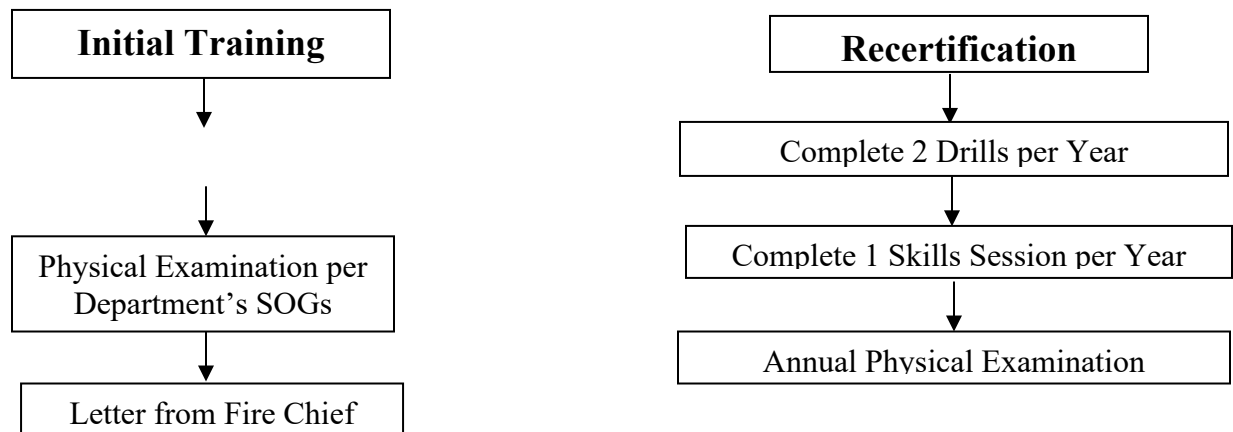 Initial Training
Physical Examination per
Department’s SOGs
Letter from Fire Chief
Recertification
Complete 2 Drills per Year
Complete 1 Skills Session per Year
Annual Physical Examination